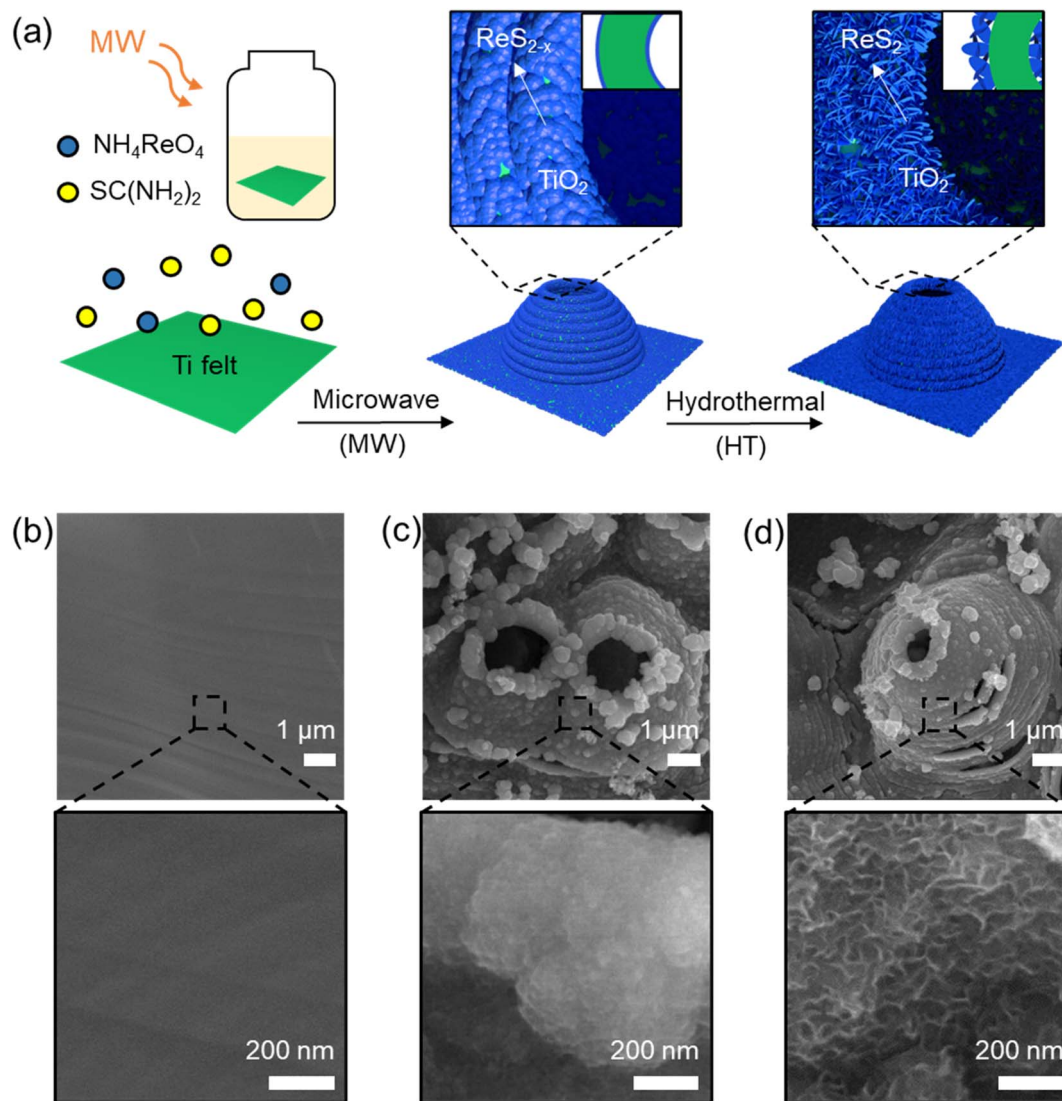 (a)
MW
NH₄ReO₄
SC(NH₂)₂
Ti felt
Microwave
(MW)
ReS₂₋ₓ
TiO₂
Hydrothermal
(HT)
ReS₂
TiO₂
(b)
1 µm
200 nm
(c)
1 µm
200 nm
(d)
1 µm
200 nm